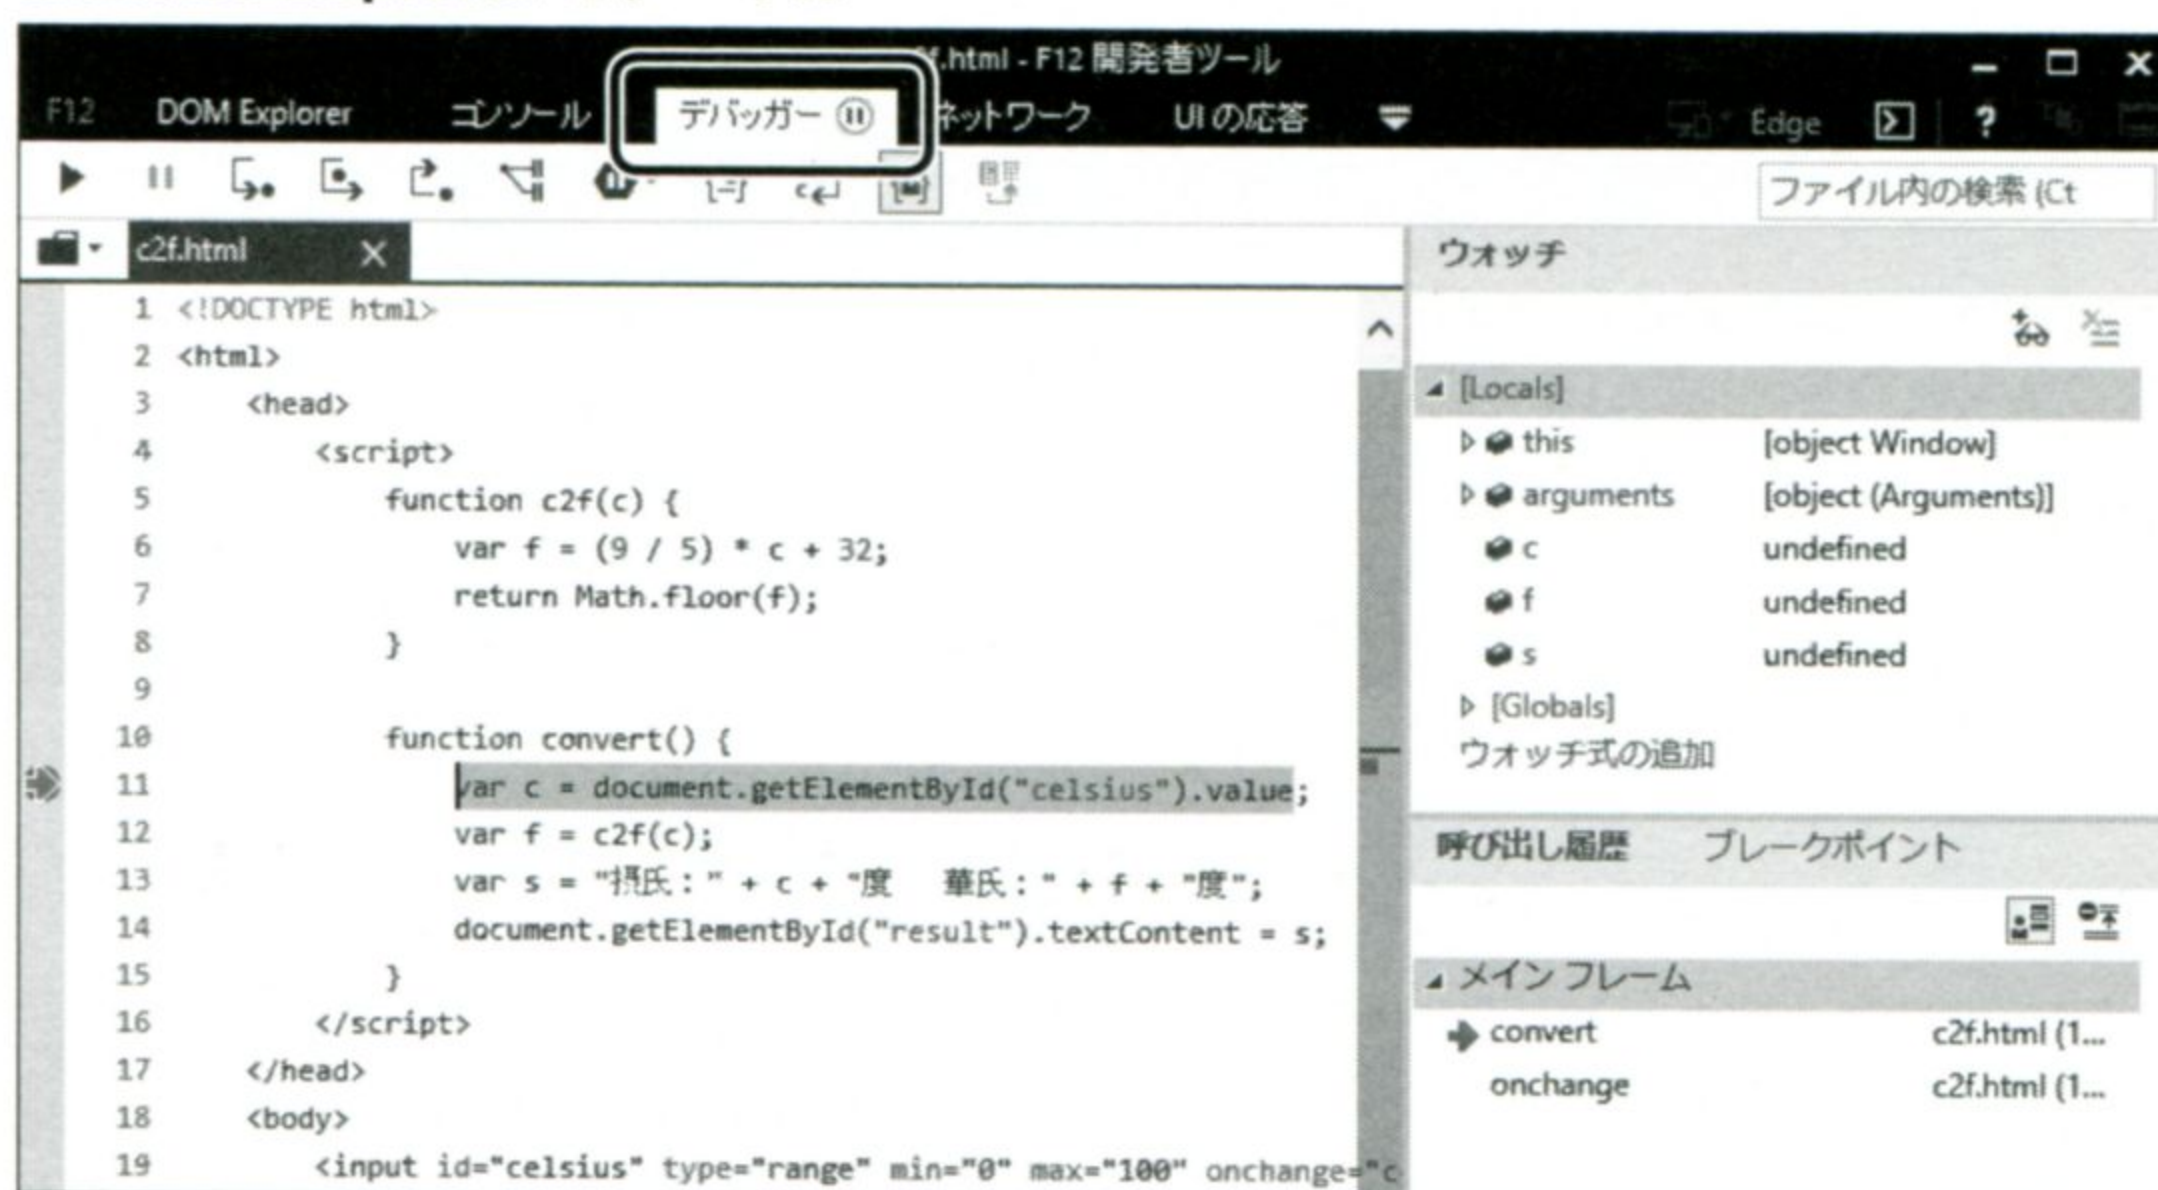 f.html - F12 開発者ツール
F12 DOM Explorer コンソール デバッガー ネットワーク UI の応答 Edge ?
ファイル内の検索 (Ct
c2f.html
ウォッチ
1 <!DOCTYPE html>
2 <html>
3 <head>
4 <script>
5 function c2f(c) {
6 var f = (9 / 5) * c + 32;
7 return Math.floor(f);
8 }
9
10 function convert() {
11 var c = document.getElementById("celsius").value;
12 var f = c2f(c);
13 var s = "摂氏：" + c + "度　華氏：" + f + "度";
14 document.getElementById("result").textContent = s;
15 }
16 </script>
17 </head>
18 <body>
19 <input id="celsius" type="range" min="0" max="100" onchange="c
[Locals]
this [object Window]
arguments [object (Arguments)]
c undefined
f undefined
s undefined
[Globals]
ウォッチ式の追加
呼び出し履歴 ブレークポイント
メイン フレーム
convert c2f.html (1...
onchange c2f.html (1...